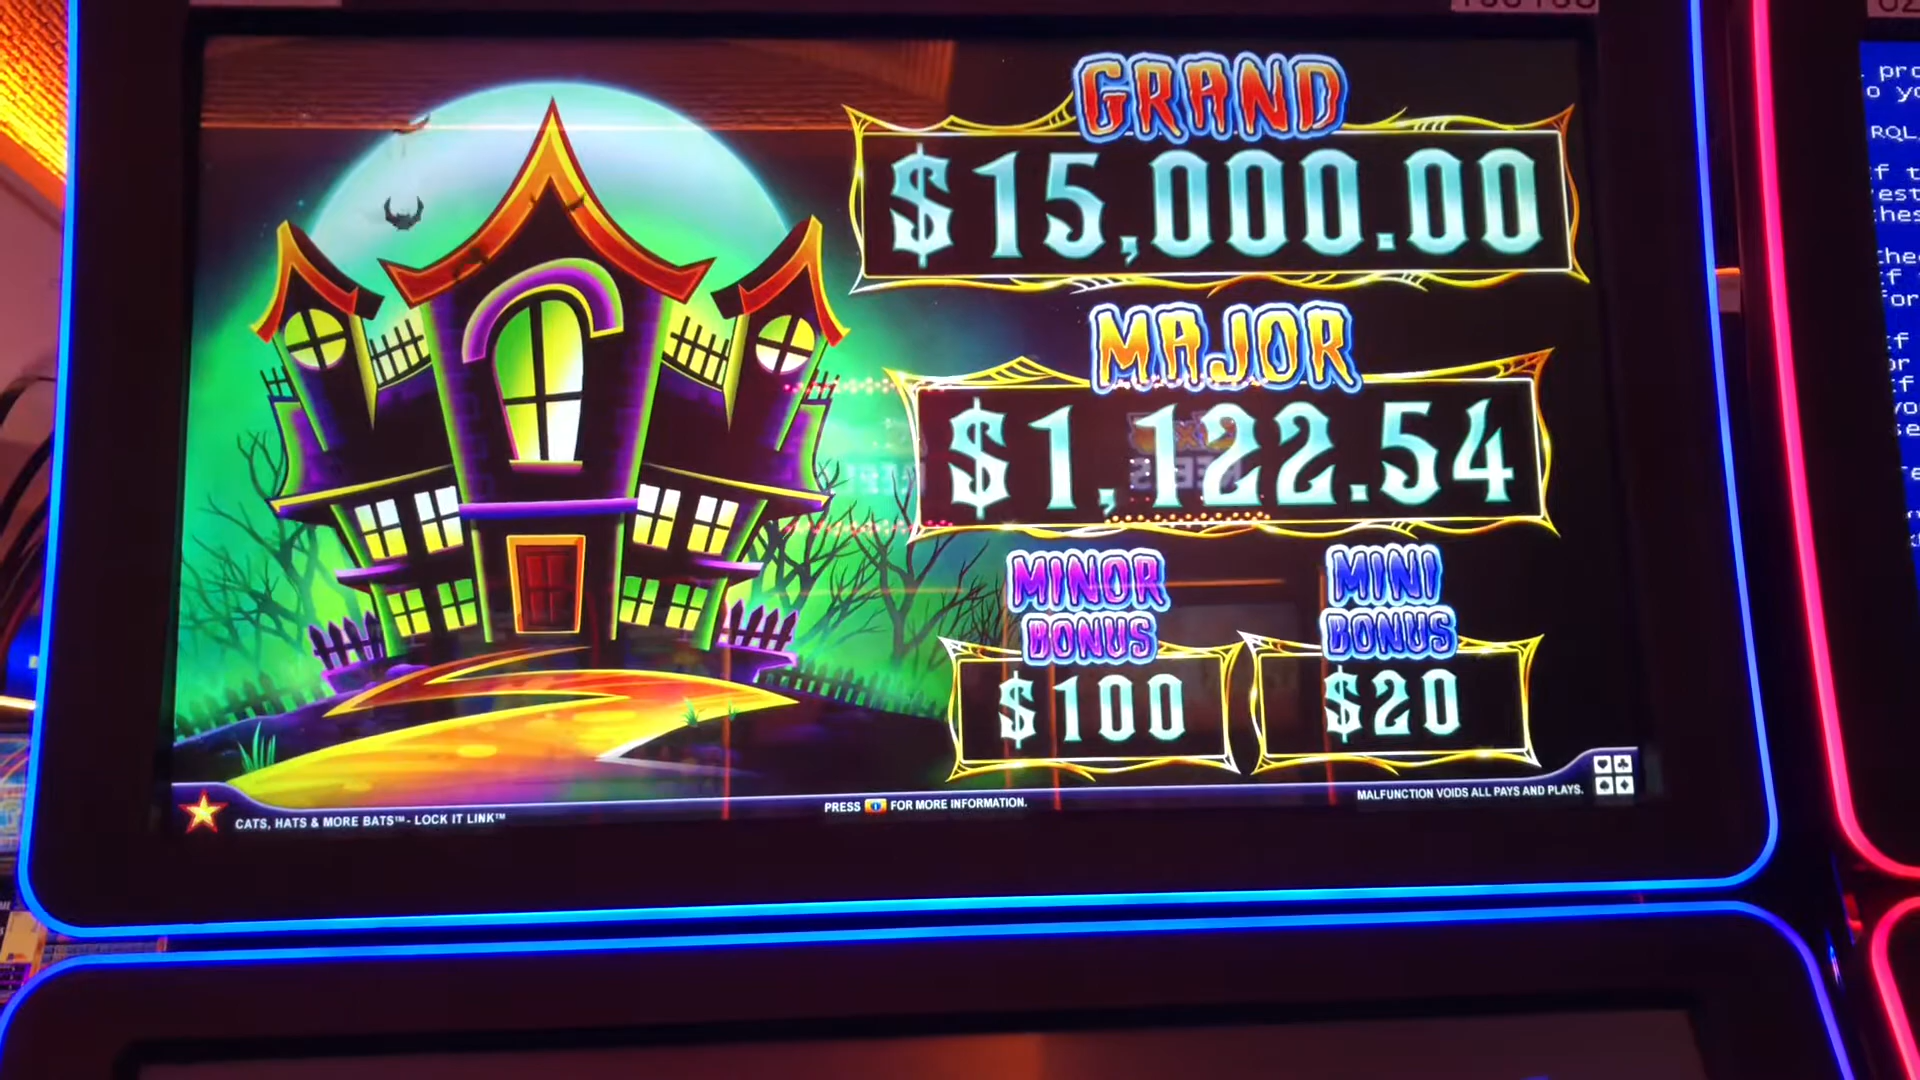 GRAND
$15,000.00
MAJOR
$1,122.54
MINOR
BONUS
$100
MINI
BONUS
$20
PRESS i FOR MORE INFORMATION.
MALFUNCTION VOIDS ALL PAYS AND PLAYS.
CATS, HATS & MORE BATS™ - LOCK IT LINK™